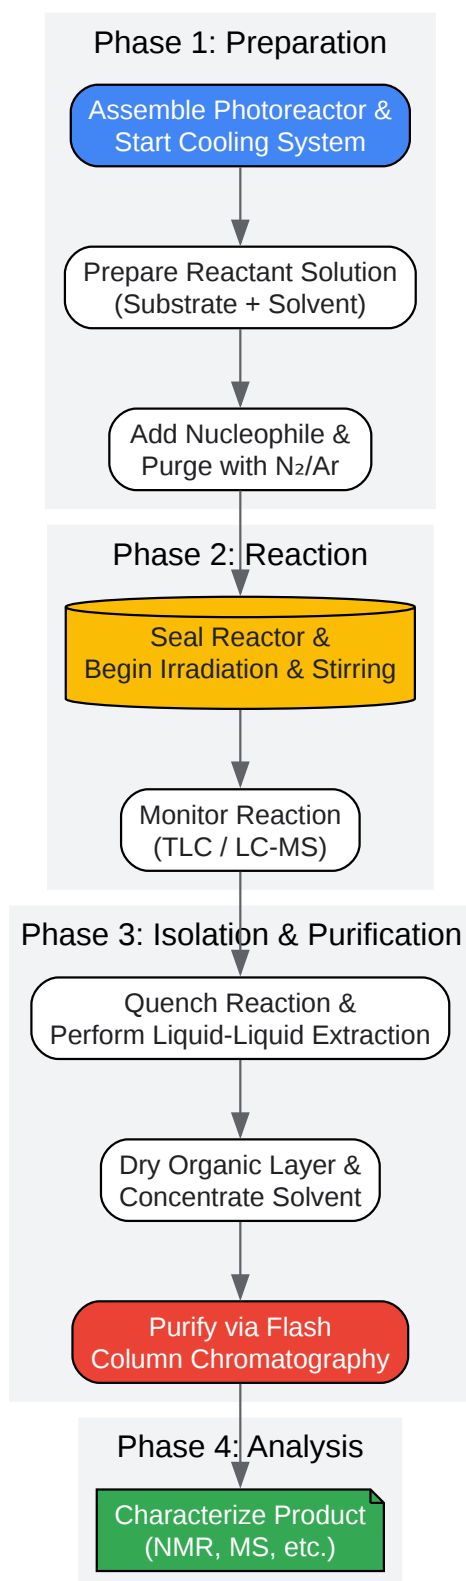 Phase 1: Preparation
Assemble Photoreactor &
Start Cooling System
Prepare Reactant Solution
(Substrate + Solvent)
Add Nucleophile &
Purge with N₂/Ar
Phase 2: Reaction
Seal Reactor &
Begin Irradiation & Stirring
Monitor Reaction
(TLC / LC-MS)
Phase 3: Isolation & Purification
Quench Reaction &
Perform Liquid-Liquid Extraction
Dry Organic Layer &
Concentrate Solvent
Purify via Flash
Column Chromatography
Phase 4: Analysis
Characterize Product
(NMR, MS, etc.)